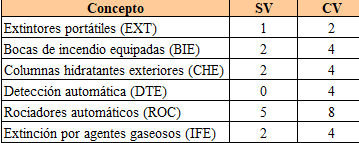 Concepto SV CV
Extintores portátiles (EXT) 1 2
Bocas de incendio equipadas (BIE) 2 4
Columnas hidratantes exteriores (CHE) 2 4
Detección automática (DTE) 0 4
Rociadores automáticos (ROC) 5 8
Extinción por agentes gaseosos (IFE) 2 4